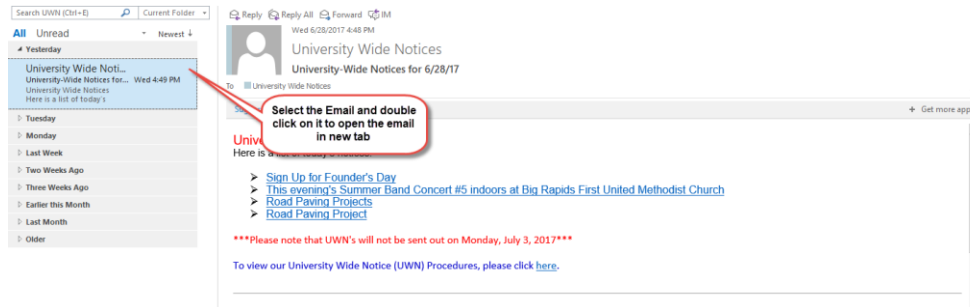 Search UWN (Ctrl+E)
Current Folder
All Unread
Newest ↓
Yesterday
University Wide Noti...
University-Wide Notices for... Wed 4:49 PM
University Wide Notices
Here is a list of today's
Tuesday
Monday
Last Week
Two Weeks Ago
Three Weeks Ago
Earlier this Month
Last Month
Older
Reply Reply All Forward IM
Wed 6/28/2017 4:48 PM
University Wide Notices
University-Wide Notices for 6/28/17
To University Wide Notices
Select the Email and double
click on it to open the email
in new tab
+ Get more app
Here is a
Sign Up for Founder's Day
This evening's Summer Band Concert #5 indoors at Big Rapids First United Methodist Church
Road Paving Projects
Road Paving Project
***Please note that UWN's will not be sent out on Monday, July 3, 2017***
To view our University Wide Notice (UWN) Procedures, please click here.